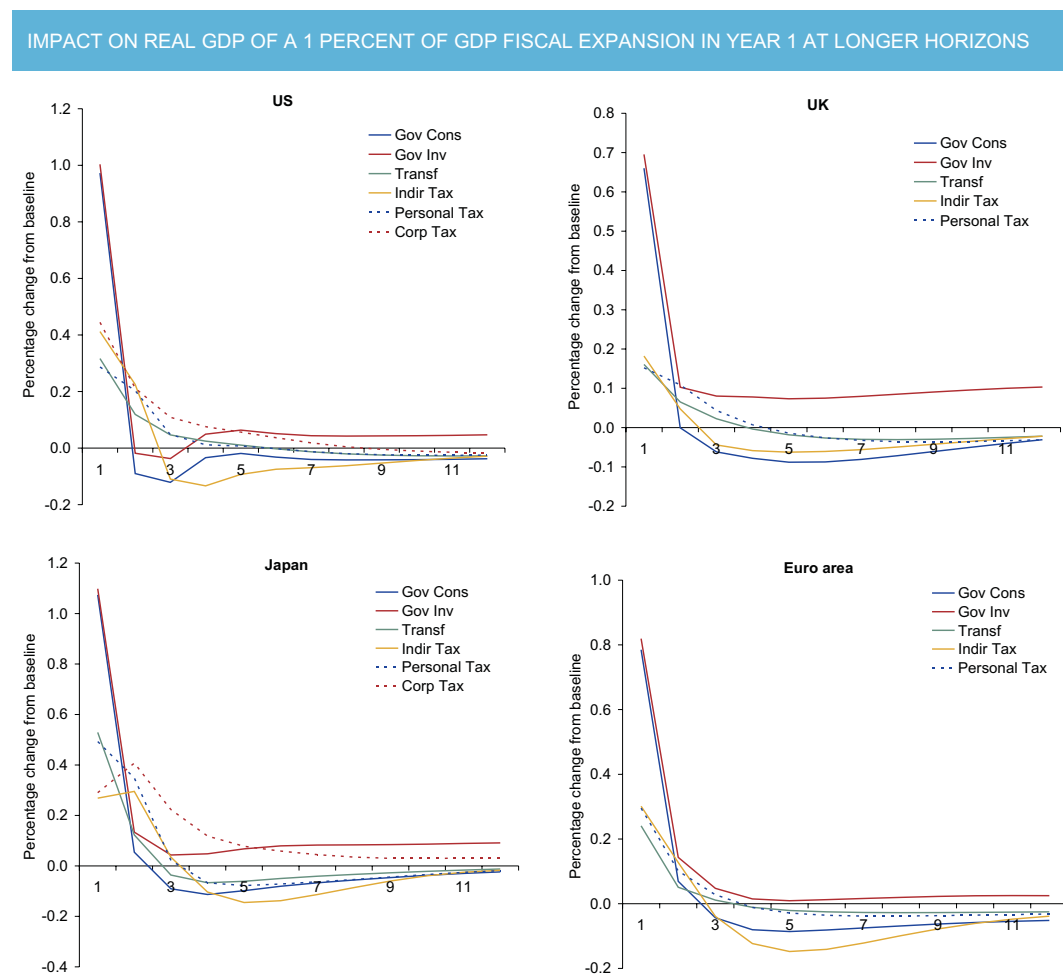 IMPACT ON REAL GDP OF A 1 PERCENT OF GDP FISCAL EXPANSION IN YEAR 1 AT LONGER HORIZONS
US
Percentage change from baseline
1.2
1.0
0.8
0.6
0.4
0.2
0.0
-0.2
1 3 5 7 9 11
Gov Cons
Gov Inv
Transf
Indir Tax
Personal Tax
Corp Tax
UK
Percentage change from baseline
0.8
0.7
0.6
0.5
0.4
0.3
0.2
0.1
0.0
-0.1
-0.2
1 3 5 7 9 11
Gov Cons
Gov Inv
Transf
Indir Tax
Personal Tax
Japan
Percentage change from baseline
1.2
1.0
0.8
0.6
0.4
0.2
0.0
-0.2
-0.4
1 3 5 7 9 11
Gov Cons
Gov Inv
Transf
Indir Tax
Personal Tax
Corp Tax
Euro area
Percentage change from baseline
1.0
0.8
0.6
0.4
0.2
0.0
-0.2
1 3 5 7 9 11
Gov Cons
Gov Inv
Transf
Indir Tax
Personal Tax